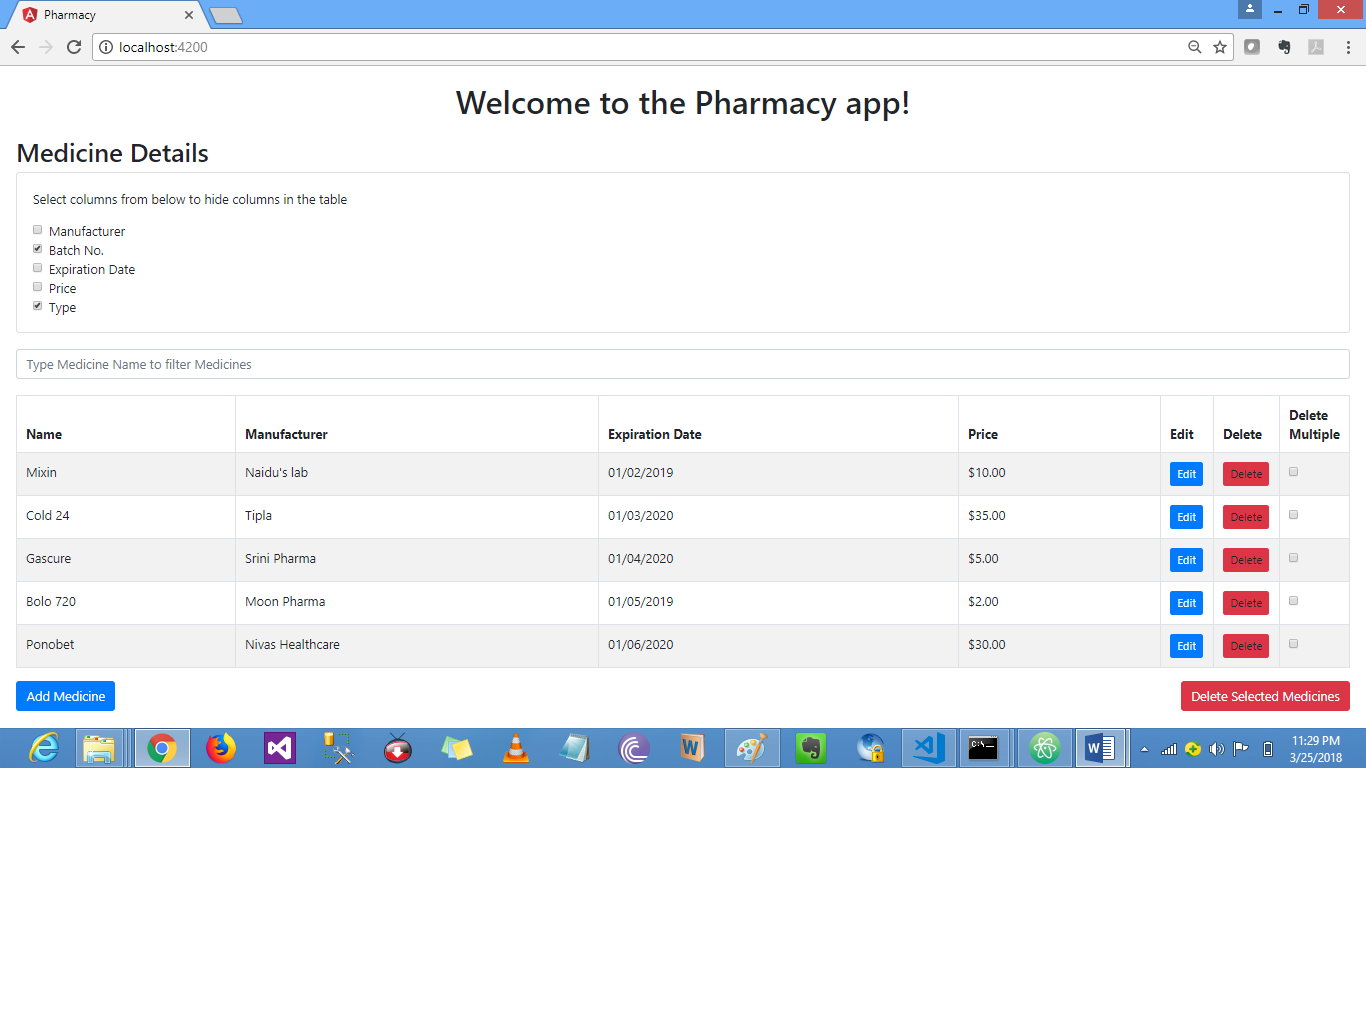 Pharmacy
localhost:4200
Welcome to the Pharmacy app!
Medicine Details
Select columns from below to hide columns in the table
Manufacturer
Batch No.
Expiration Date
Price
Type
Type Medicine Name to filter Medicines
Name Manufacturer Expiration Date Price Edit Delete Delete Multiple
Mixin Naidu's lab 01/02/2019 $10.00 Edit Delete
Cold 24 Tipla 01/03/2020 $35.00 Edit Delete
Gascure Srini Pharma 01/04/2020 $5.00 Edit Delete
Bolo 720 Moon Pharma 01/05/2019 $2.00 Edit Delete
Ponobet Nivas Healthcare 01/06/2020 $30.00 Edit Delete
Add Medicine Delete Selected Medicines
11:29 PM
3/25/2018